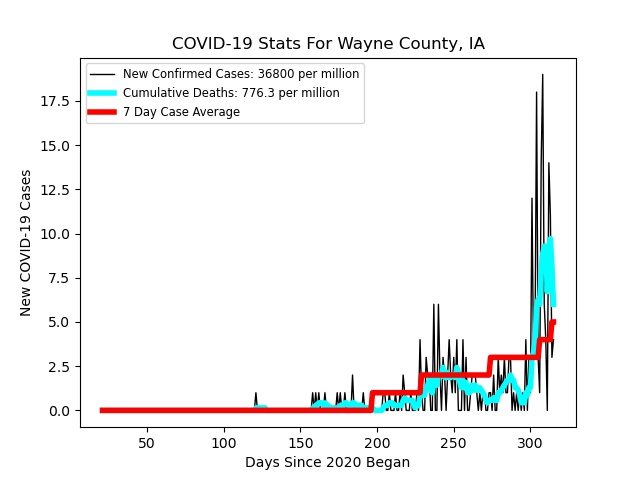 COVID-19 Stats For Wayne County, IA
New Confirmed Cases: 36800 per million
Cumulative Deaths: 776.3 per million
7 Day Case Average
New COVID-19 Cases
17.5
15.0
12.5
10.0
7.5
5.0
2.5
0.0
50 100 150 200 250 300
Days Since 2020 Began